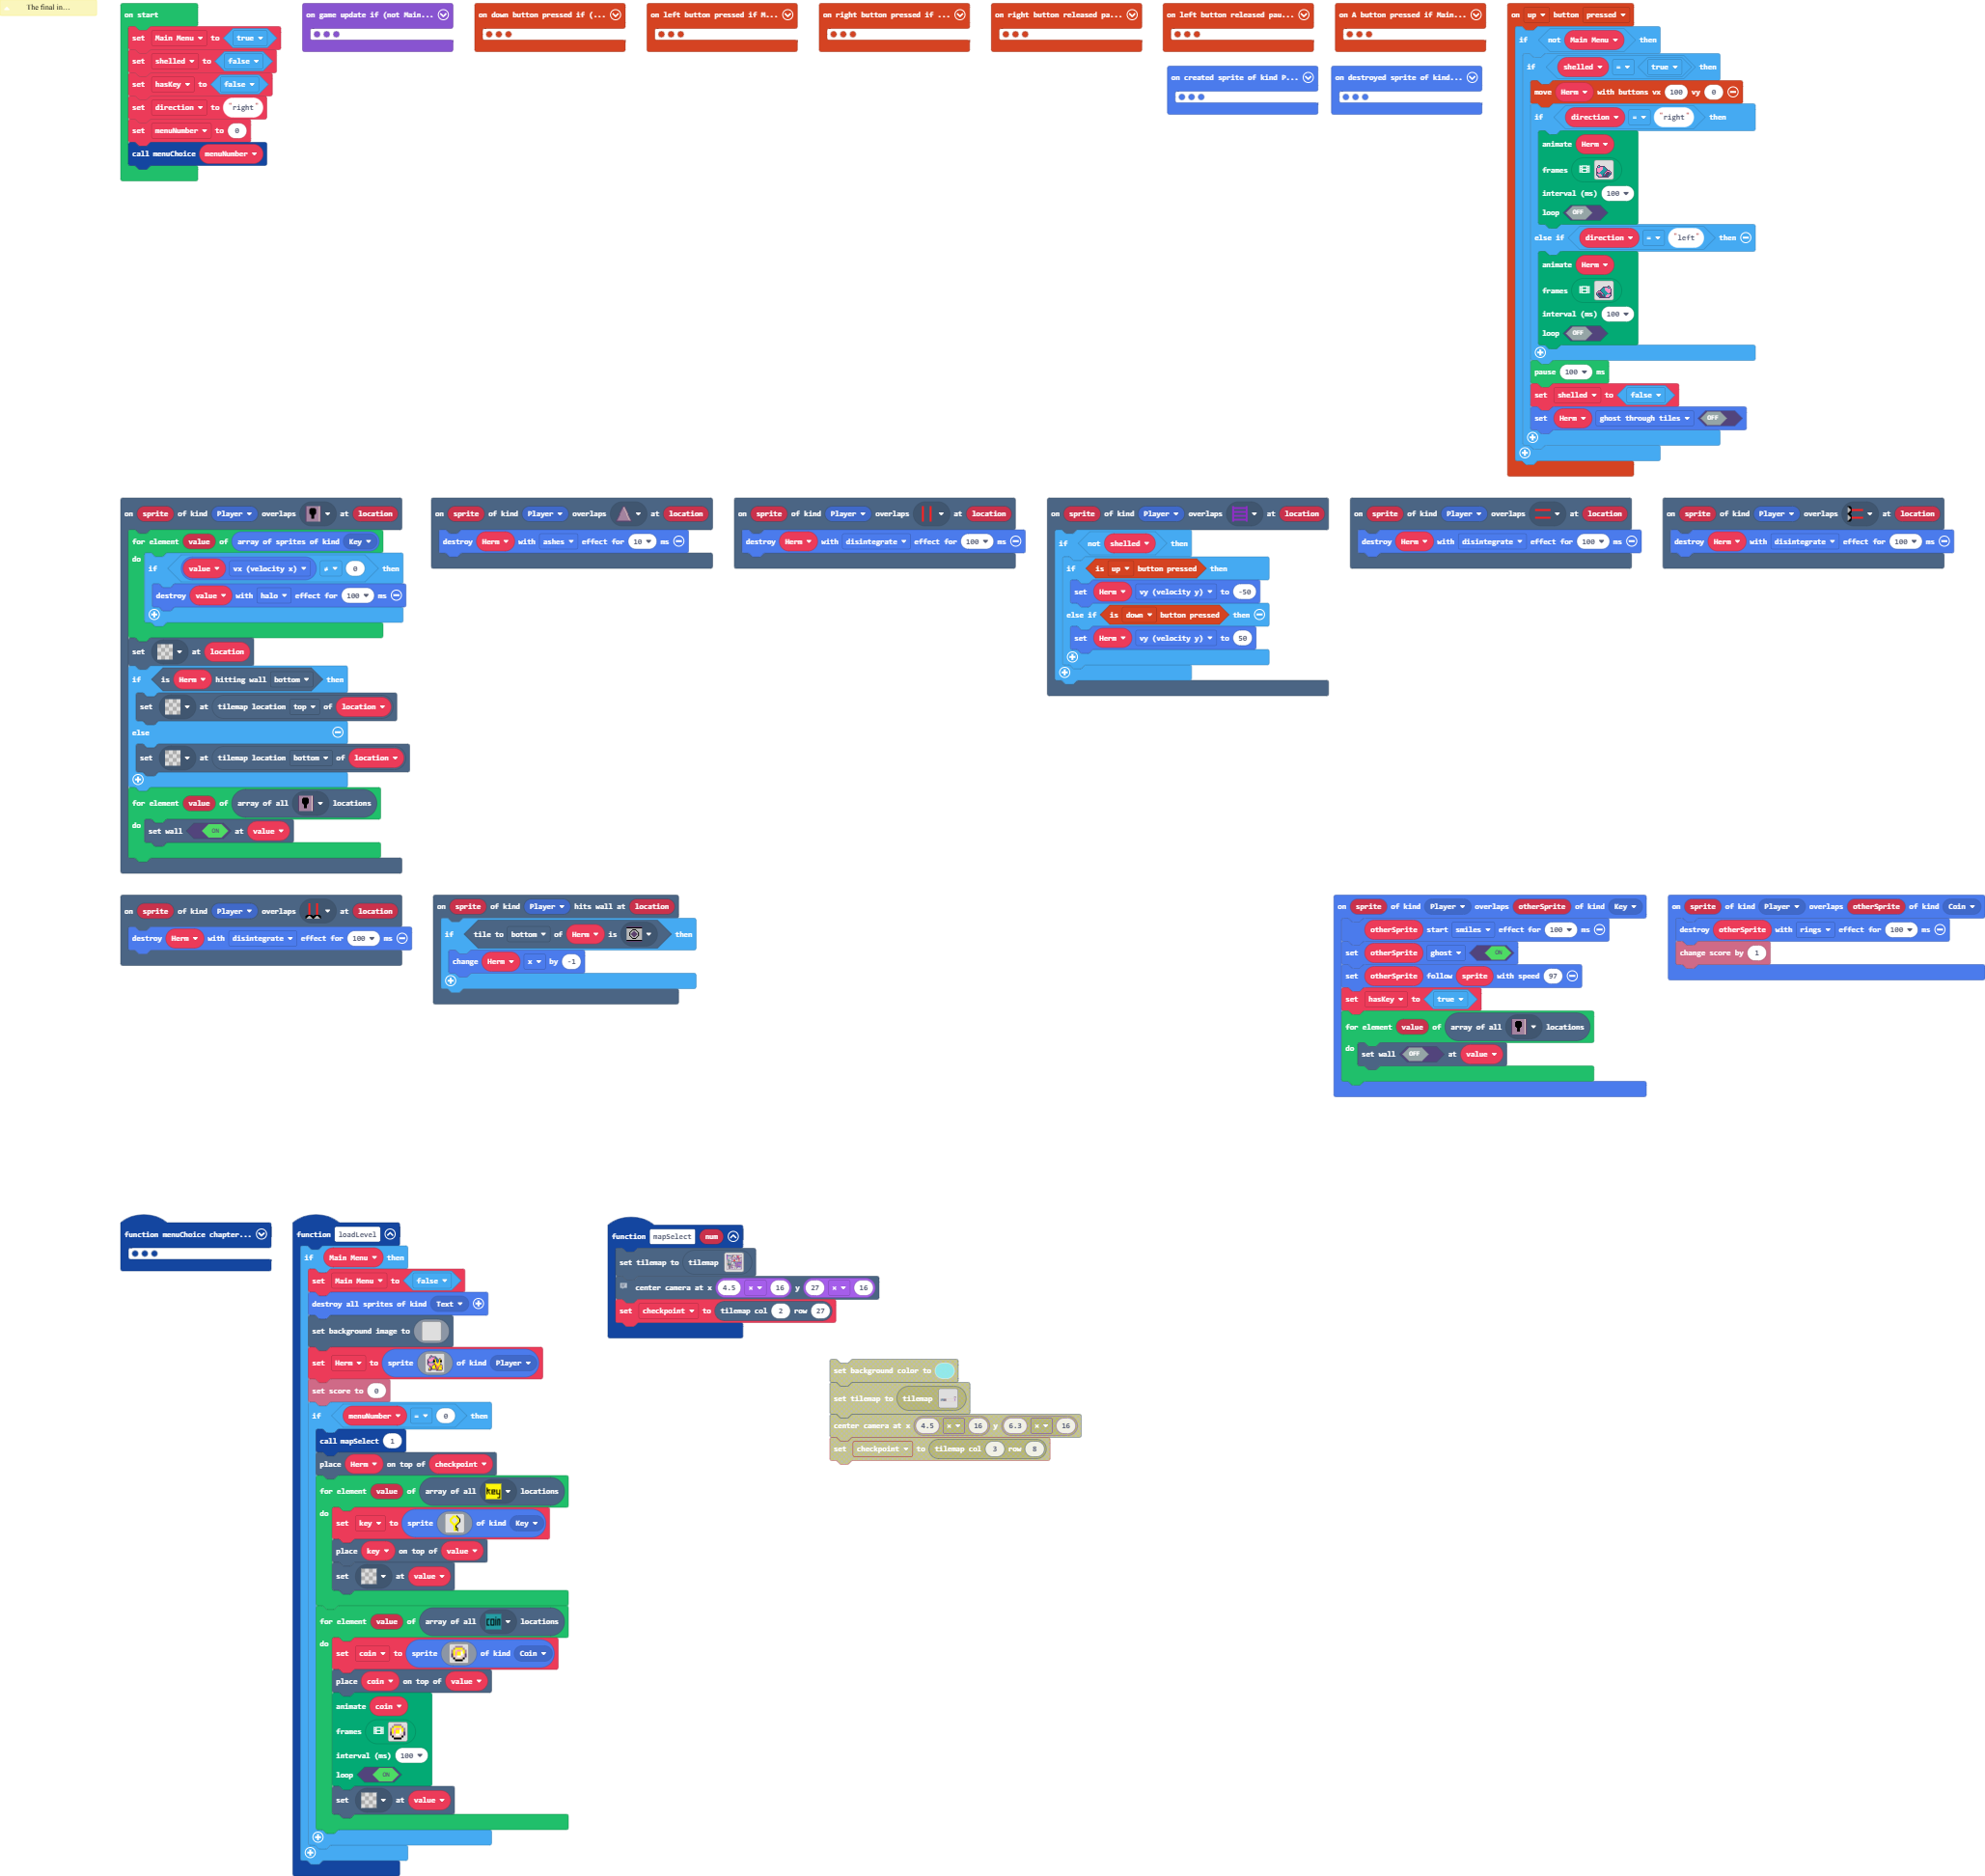 The final in...
on start
set Main Menu to true
set shelled to false
set hasKey to false
set direction to "right"
set menuNumber to 0
call menuChoice menuNumber
on game update if (not Main...
on down button pressed if (...
on left button pressed if M...
on right button pressed if ...
on right button released pa...
on left button released pau...
on A button pressed if Main...
on created sprite of kind P...
on destroyed sprite of kind...
on up button pressed
if not Main Menu then
if shelled = true then
move Herm with buttons vx 100 vy 0
if direction = "right" then
animate Herm
frames
interval (ms) 100
loop OFF
else if direction = "left" then
animate Herm
frames
interval (ms) 100
loop OFF
pause 100 ms
set shelled to false
set Herm ghost through tiles OFF
on sprite of kind Player overlaps at location
for element value of array of sprites of kind Key
do
if value vx (velocity x) ≠ 0 then
destroy value with halo effect for 100 ms
set at location
if is Herm hitting wall bottom then
set at tilemap location top of location
else
set at tilemap location bottom of location
for element value of array of all locations
do
set wall ON at value
on sprite of kind Player overlaps at location
destroy Herm with ashes effect for 10 ms
on sprite of kind Player overlaps at location
destroy Herm with disintegrate effect for 100 ms
on sprite of kind Player overlaps at location
if not shelled then
if is up button pressed then
set Herm vy (velocity y) to -50
else if is down button pressed then
set Herm vy (velocity y) to 50
on sprite of kind Player overlaps at location
destroy Herm with disintegrate effect for 100 ms
on sprite of kind Player overlaps at location
destroy Herm with disintegrate effect for 100 ms
on sprite of kind Player overlaps at location
destroy Herm with disintegrate effect for 100 ms
on sprite of kind Player hits wall at location
if tile to bottom of Herm is then
change Herm x by -1
on sprite of kind Player overlaps otherSprite of kind Key
otherSprite start smiles effect for 100 ms
set otherSprite ghost ON
set otherSprite follow sprite with speed 97
set hasKey to true
for element value of array of all locations
do
set wall OFF at value
on sprite of kind Player overlaps otherSprite of kind Coin
destroy otherSprite with rings effect for 100 ms
change score by 1
function menuChoice chapter...
function loadLevel
if Main Menu then
set Main Menu to false
destroy all sprites of kind Text
set background image to
set Herm to sprite of kind Player
set score to 0
if menuNumber = 0 then
call mapSelect 1
place Herm on top of checkpoint
for element value of array of all key locations
do
set key to sprite of kind Key
place key on top of value
set at value
for element value of array of all coin locations
do
set coin to sprite of kind Coin
place coin on top of value
animate coin
frames
interval (ms) 100
loop ON
set at value
function mapSelect num
set tilemap to tilemap
center camera at x 4.5 × 16 y 27 × 16
set checkpoint to tilemap col 2 row 27
set background color to
set tilemap to tilemap
center camera at x 4.5 × 16 y 6.3 × 16
set checkpoint to tilemap col 3 row 8